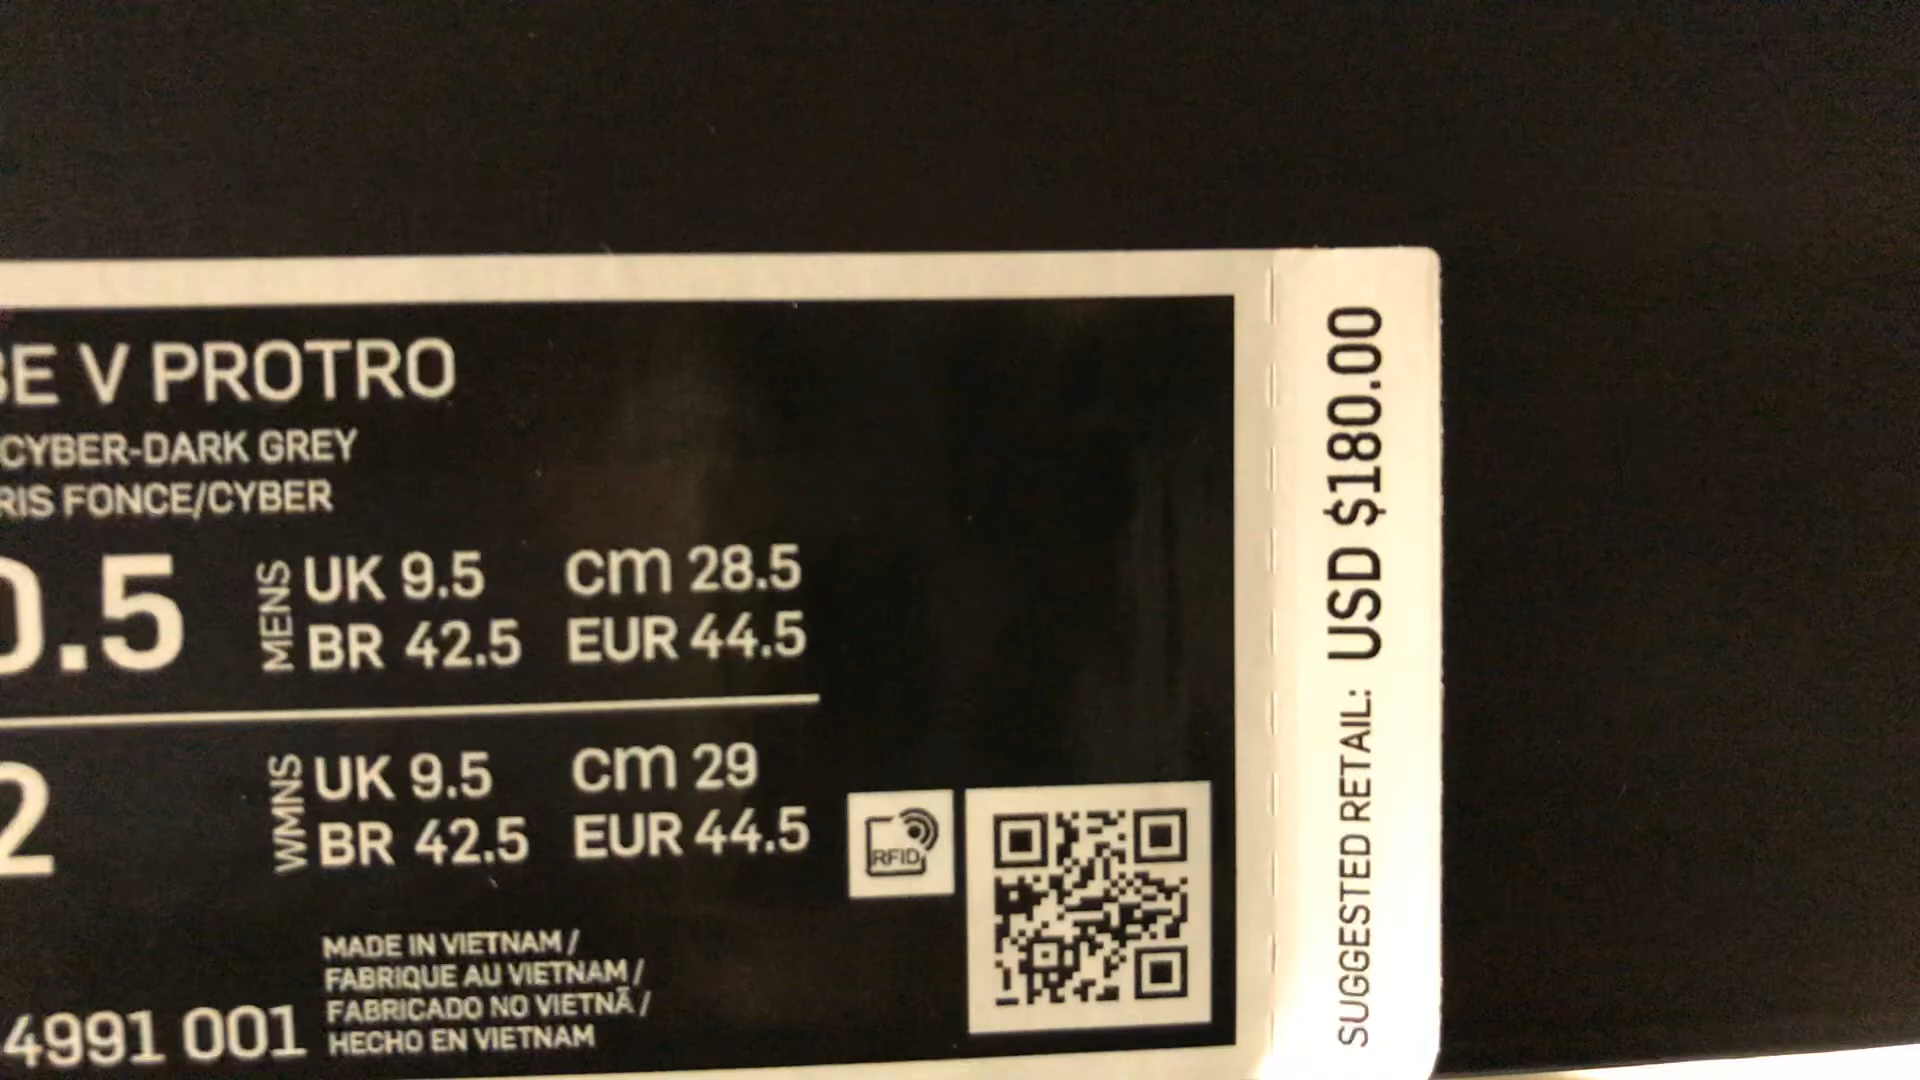 BE V PROTRO
CYBER-DARK GREY
RIS FONCE/CYBER
0.5
MENS
UK 9.5 cm 28.5
BR 42.5 EUR 44.5
2
WMNS
UK 9.5 cm 29
BR 42.5 EUR 44.5
RFID
MADE IN VIETNAM /
FABRIQUE AU VIETNAM /
FABRICADO NO VIETNÃ /
HECHO EN VIETNAM
4991 001
SUGGESTED RETAIL: USD $180.00